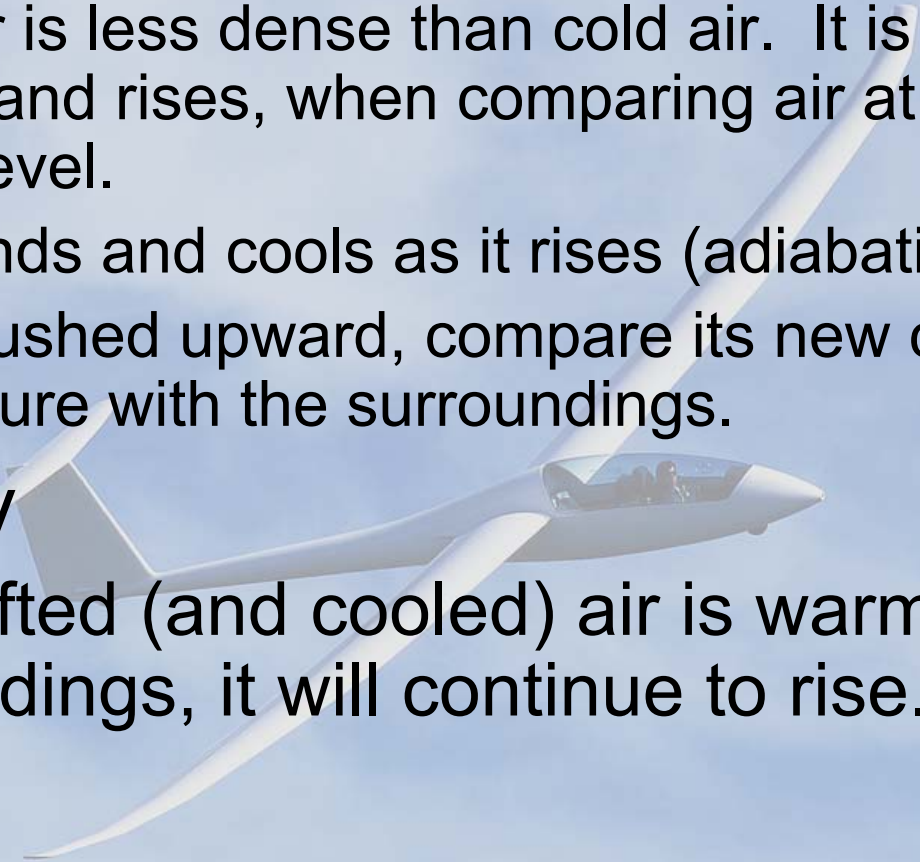 r is less dense than cold air. It is
and rises, when comparing air at
evel.
nds and cools as it rises (adiabati
ushed upward, compare its new c
ure with the surroundings.
y
fted (and cooled) air is warm
dings, it will continue to rise.